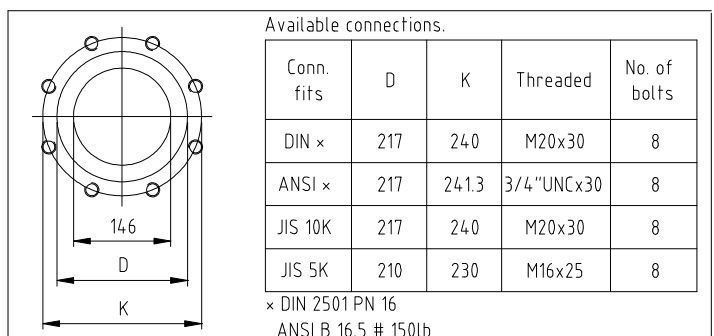 Available connections.
Conn. fits D K Threaded No. of bolts
DIN × 217 240 M20x30 8
ANSI × 217 241.3 3/4"UNCx30 8
JIS 10K 217 240 M20x30 8
JIS 5K 210 230 M16x25 8
× DIN 2501 PN 16
ANSI B 16.5 # 150lb
146
D
K